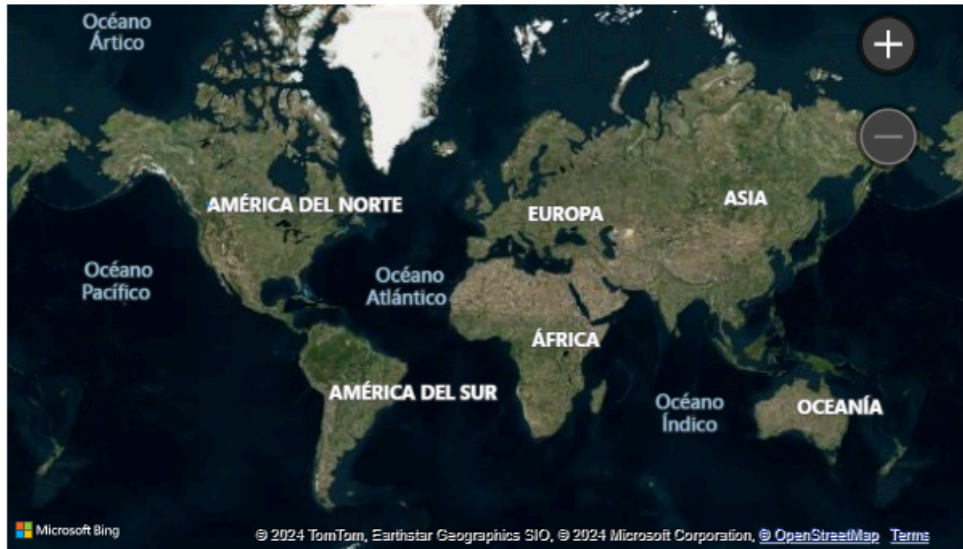 Océano
Ártico
AMÉRICA DEL NORTE
EUROPA
ASIA
Océano
Pacífico
Océano
Atlántico
ÁFRICA
AMÉRICA DEL SUR
Océano
Índico
OCEANÍA
Microsoft Bing
© 2024 TomTom, Earthstar Geographics SIO, © 2024 Microsoft Corporation, © OpenStreetMap Terms